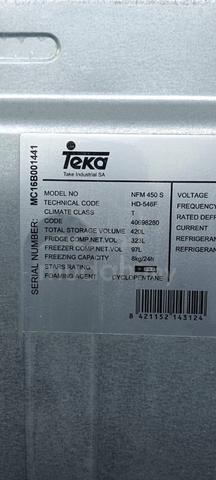 SERIAL NUMBER: MC16B001441
Teka
Teka Industrial SA
MODEL NO NFM 450 S
TECHNICAL CODE HD-546F
CLIMATE CLASS T
CODE 40698280
TOTAL STORAGE VOLUME 420L
FRIDGE COMP.NET.VOL 323L
FREEZER COMP.NET.VOL 97L
FREEZING CAPACITY 8kg/24h
STARS RATING
FOAMING AGENT CYCLOPENTANE
VOLTAGE
FREQUENCY
RATED DEFR
CURRENT
REFRIGERAN
REFRIGERAN
8 421152 143124